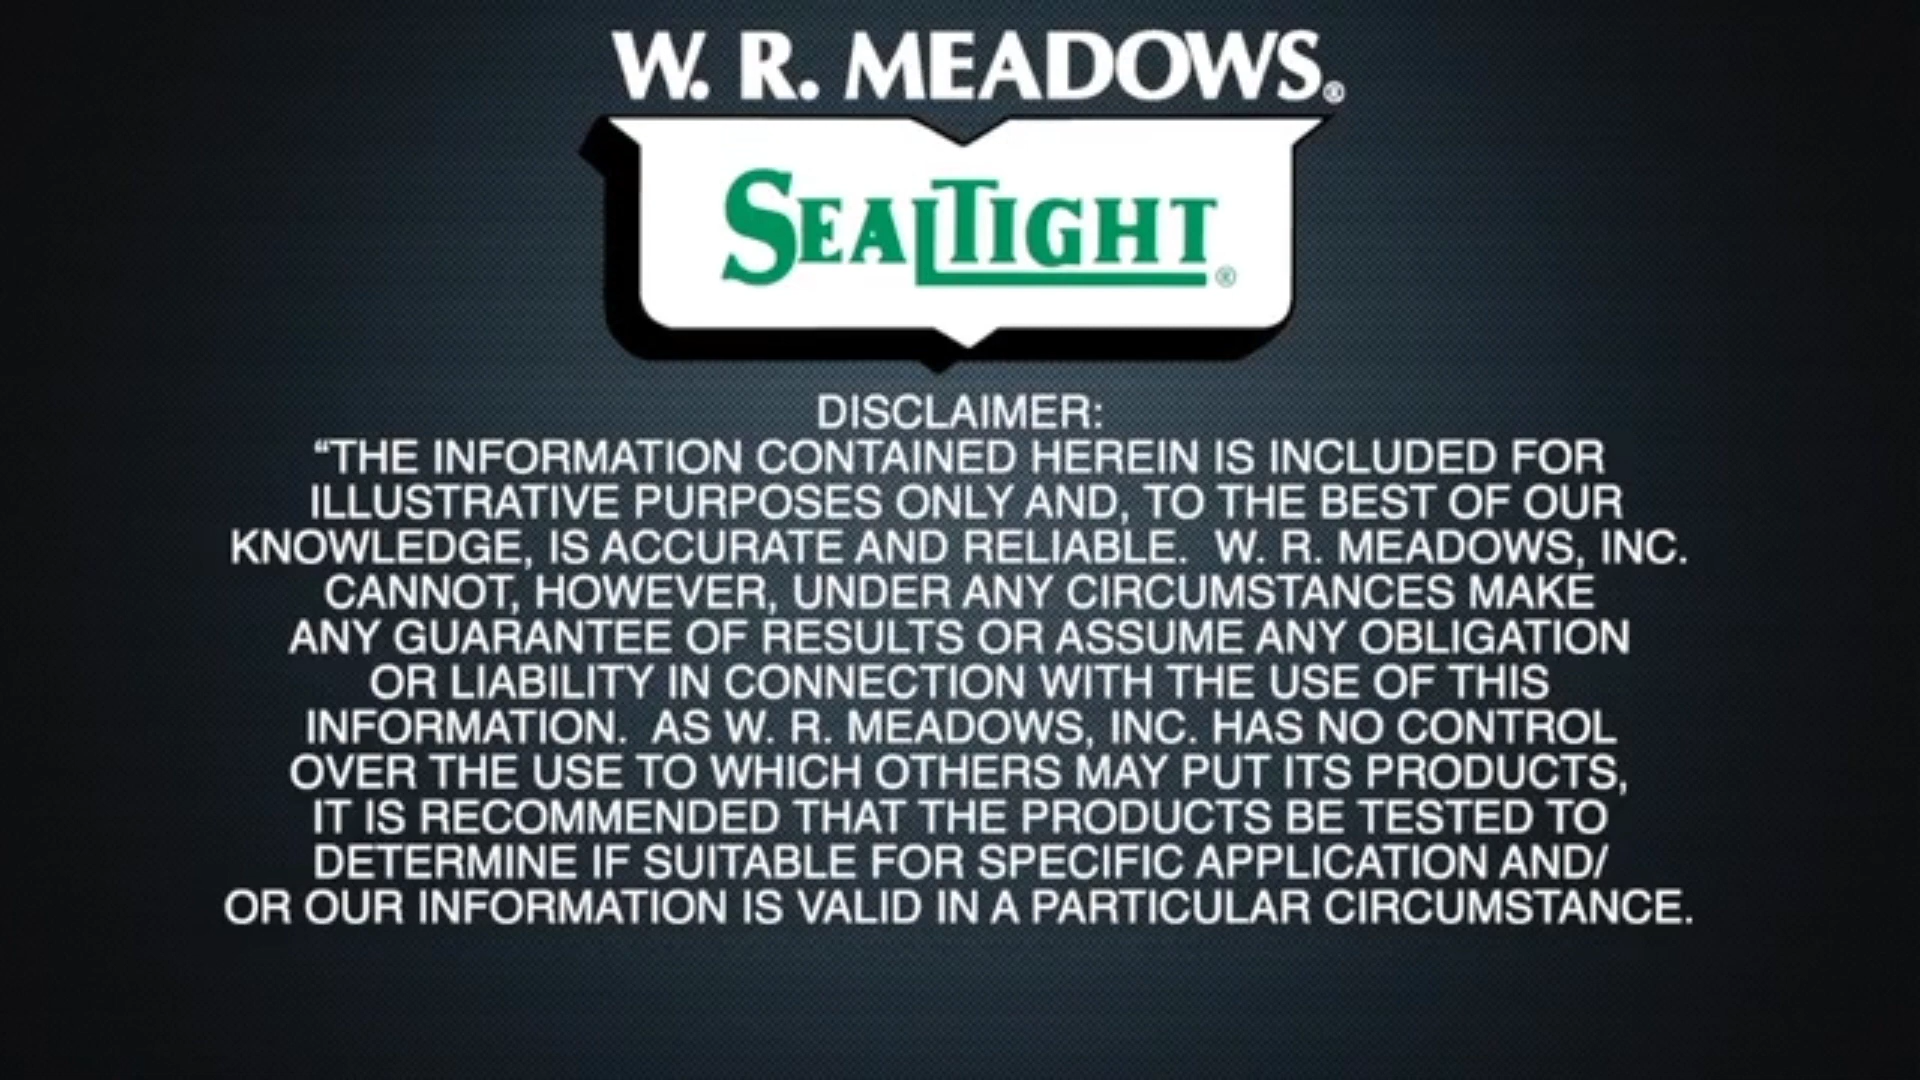 W. R. MEADOWS®
SEALTIGHT®
DISCLAIMER:
“THE INFORMATION CONTAINED HEREIN IS INCLUDED FOR
ILLUSTRATIVE PURPOSES ONLY AND, TO THE BEST OF OUR
KNOWLEDGE, IS ACCURATE AND RELIABLE.  W. R. MEADOWS, INC.
CANNOT, HOWEVER, UNDER ANY CIRCUMSTANCES MAKE
ANY GUARANTEE OF RESULTS OR ASSUME ANY OBLIGATION
OR LIABILITY IN CONNECTION WITH THE USE OF THIS
INFORMATION.  AS W. R. MEADOWS, INC. HAS NO CONTROL
OVER THE USE TO WHICH OTHERS MAY PUT ITS PRODUCTS,
IT IS RECOMMENDED THAT THE PRODUCTS BE TESTED TO
DETERMINE IF SUITABLE FOR SPECIFIC APPLICATION AND/
OR OUR INFORMATION IS VALID IN A PARTICULAR CIRCUMSTANCE.